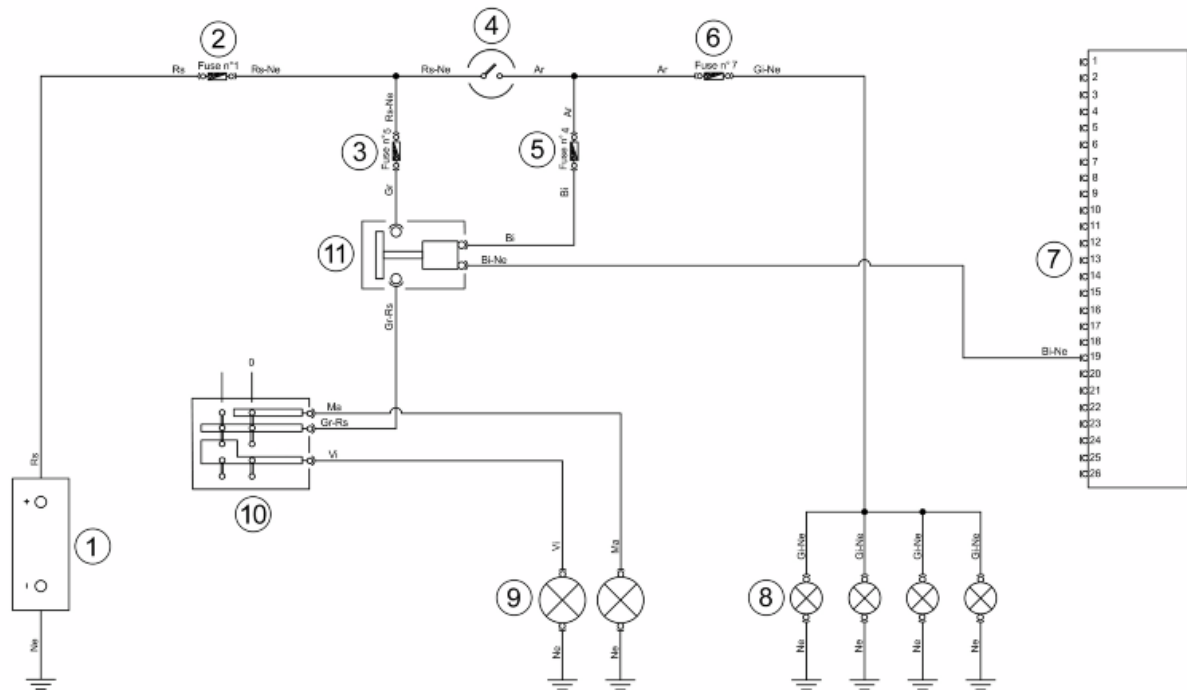 2
4
6
Rs
Fuse n°1
Rs-Ne
Rs-Ne
Ar
Ar
Fuse n°7
Gi-Ne
Rs-Ne
Ar
3
Fuse n°5
5
Fuse n°4
Gr
Bi
11
Bi
Bi-Ne
Gr-Rs
7
1
2
3
4
5
6
7
8
9
10
11
12
13
14
15
16
17
18
Bi-Ne
19
20
21
22
23
24
25
26
0
Ma
Gr-Rs
Vi
10
Rs
+
-
1
Ne
Vi
Ma
9
Ne
Ne
Gi-Ne
Gi-Ne
Gi-Ne
Gi-Ne
8
Ne
Ne
Ne
Ne